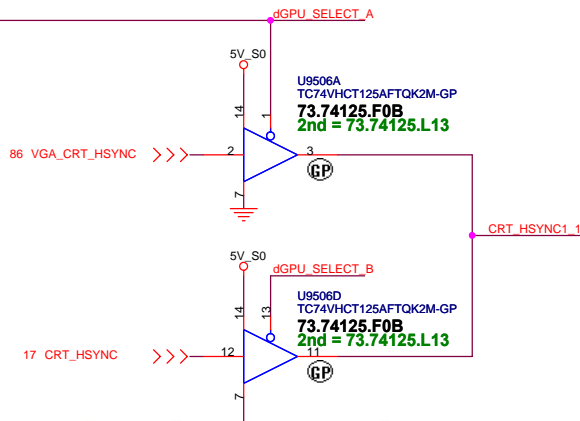 dGPU_SELECT_A
5V_S0
U9506A
TC74VHCT125AFTQK2M-GP
73.74125.F0B
2nd = 73.74125.L13
14
1
86 VGA_CRT_HSYNC
2
3
GP
7
CRT_HSYNC1_1
5V_S0
dGPU_SELECT_B
U9506D
TC74VHCT125AFTQK2M-GP
73.74125.F0B
2nd = 73.74125.L13
14
13
17 CRT_HSYNC
12
11
GP
7